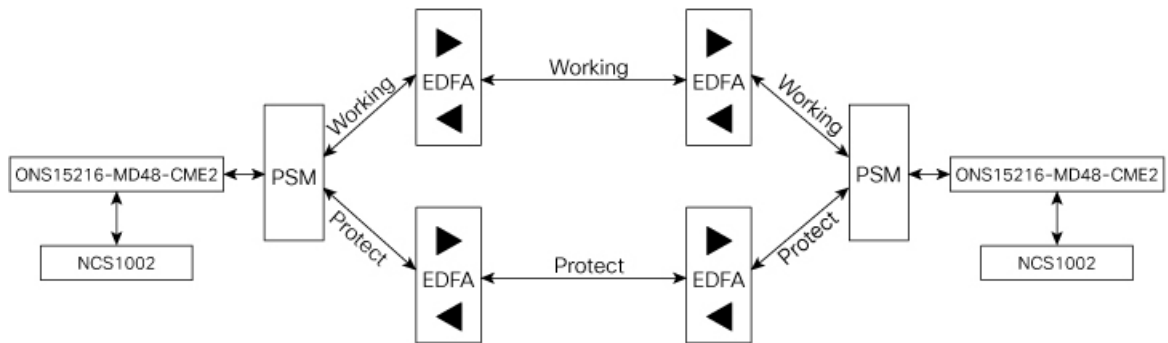 EDFA
EDFA
Working
Working
Working
ONS15216-MD48-CME2
PSM
PSM
ONS15216-MD48-CME2
NCS1002
Protect
EDFA
Protect
EDFA
Protect
NCS1002